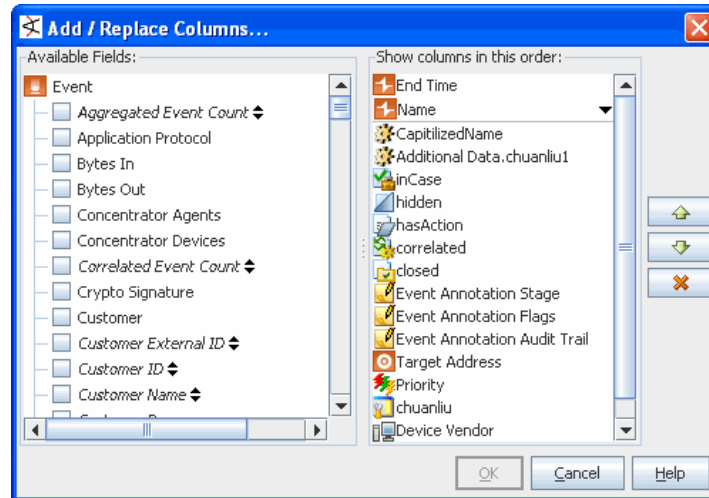 Add / Replace Columns...
Available Fields:
Event
Aggregated Event Count
Application Protocol
Bytes In
Bytes Out
Concentrator Agents
Concentrator Devices
Correlated Event Count
Crypto Signature
Customer
Customer External ID
Customer ID
Customer Name
Show columns in this order:
End Time
Name
CapitilizedName
Additional Data.chuanliu1
inCase
hidden
hasAction
correlated
closed
Event Annotation Stage
Event Annotation Flags
Event Annotation Audit Trail
Target Address
Priority
chuanliu
Device Vendor
OK
Cancel
Help